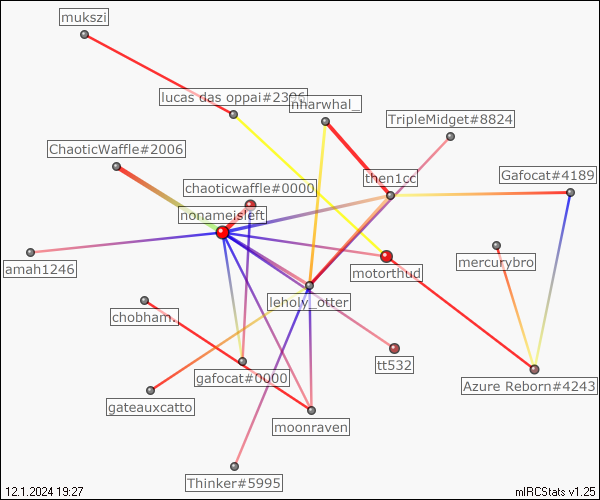 mukszi
lucas das oppai#2306
nharwhal_
TripleMidget#8824
ChaoticWaffle#2006
then1cc
Gafocat#4189
chaoticwaffle#0000
nonameisleft
amah1246
motorthud
mercurybro
leholy_otter
chobham.
tt532
gafocat#0000
Azure Reborn#4243
gateauxcatto
moonraven
Thinker#5995
12.1.2024 19:27
mIRCStats v1.25